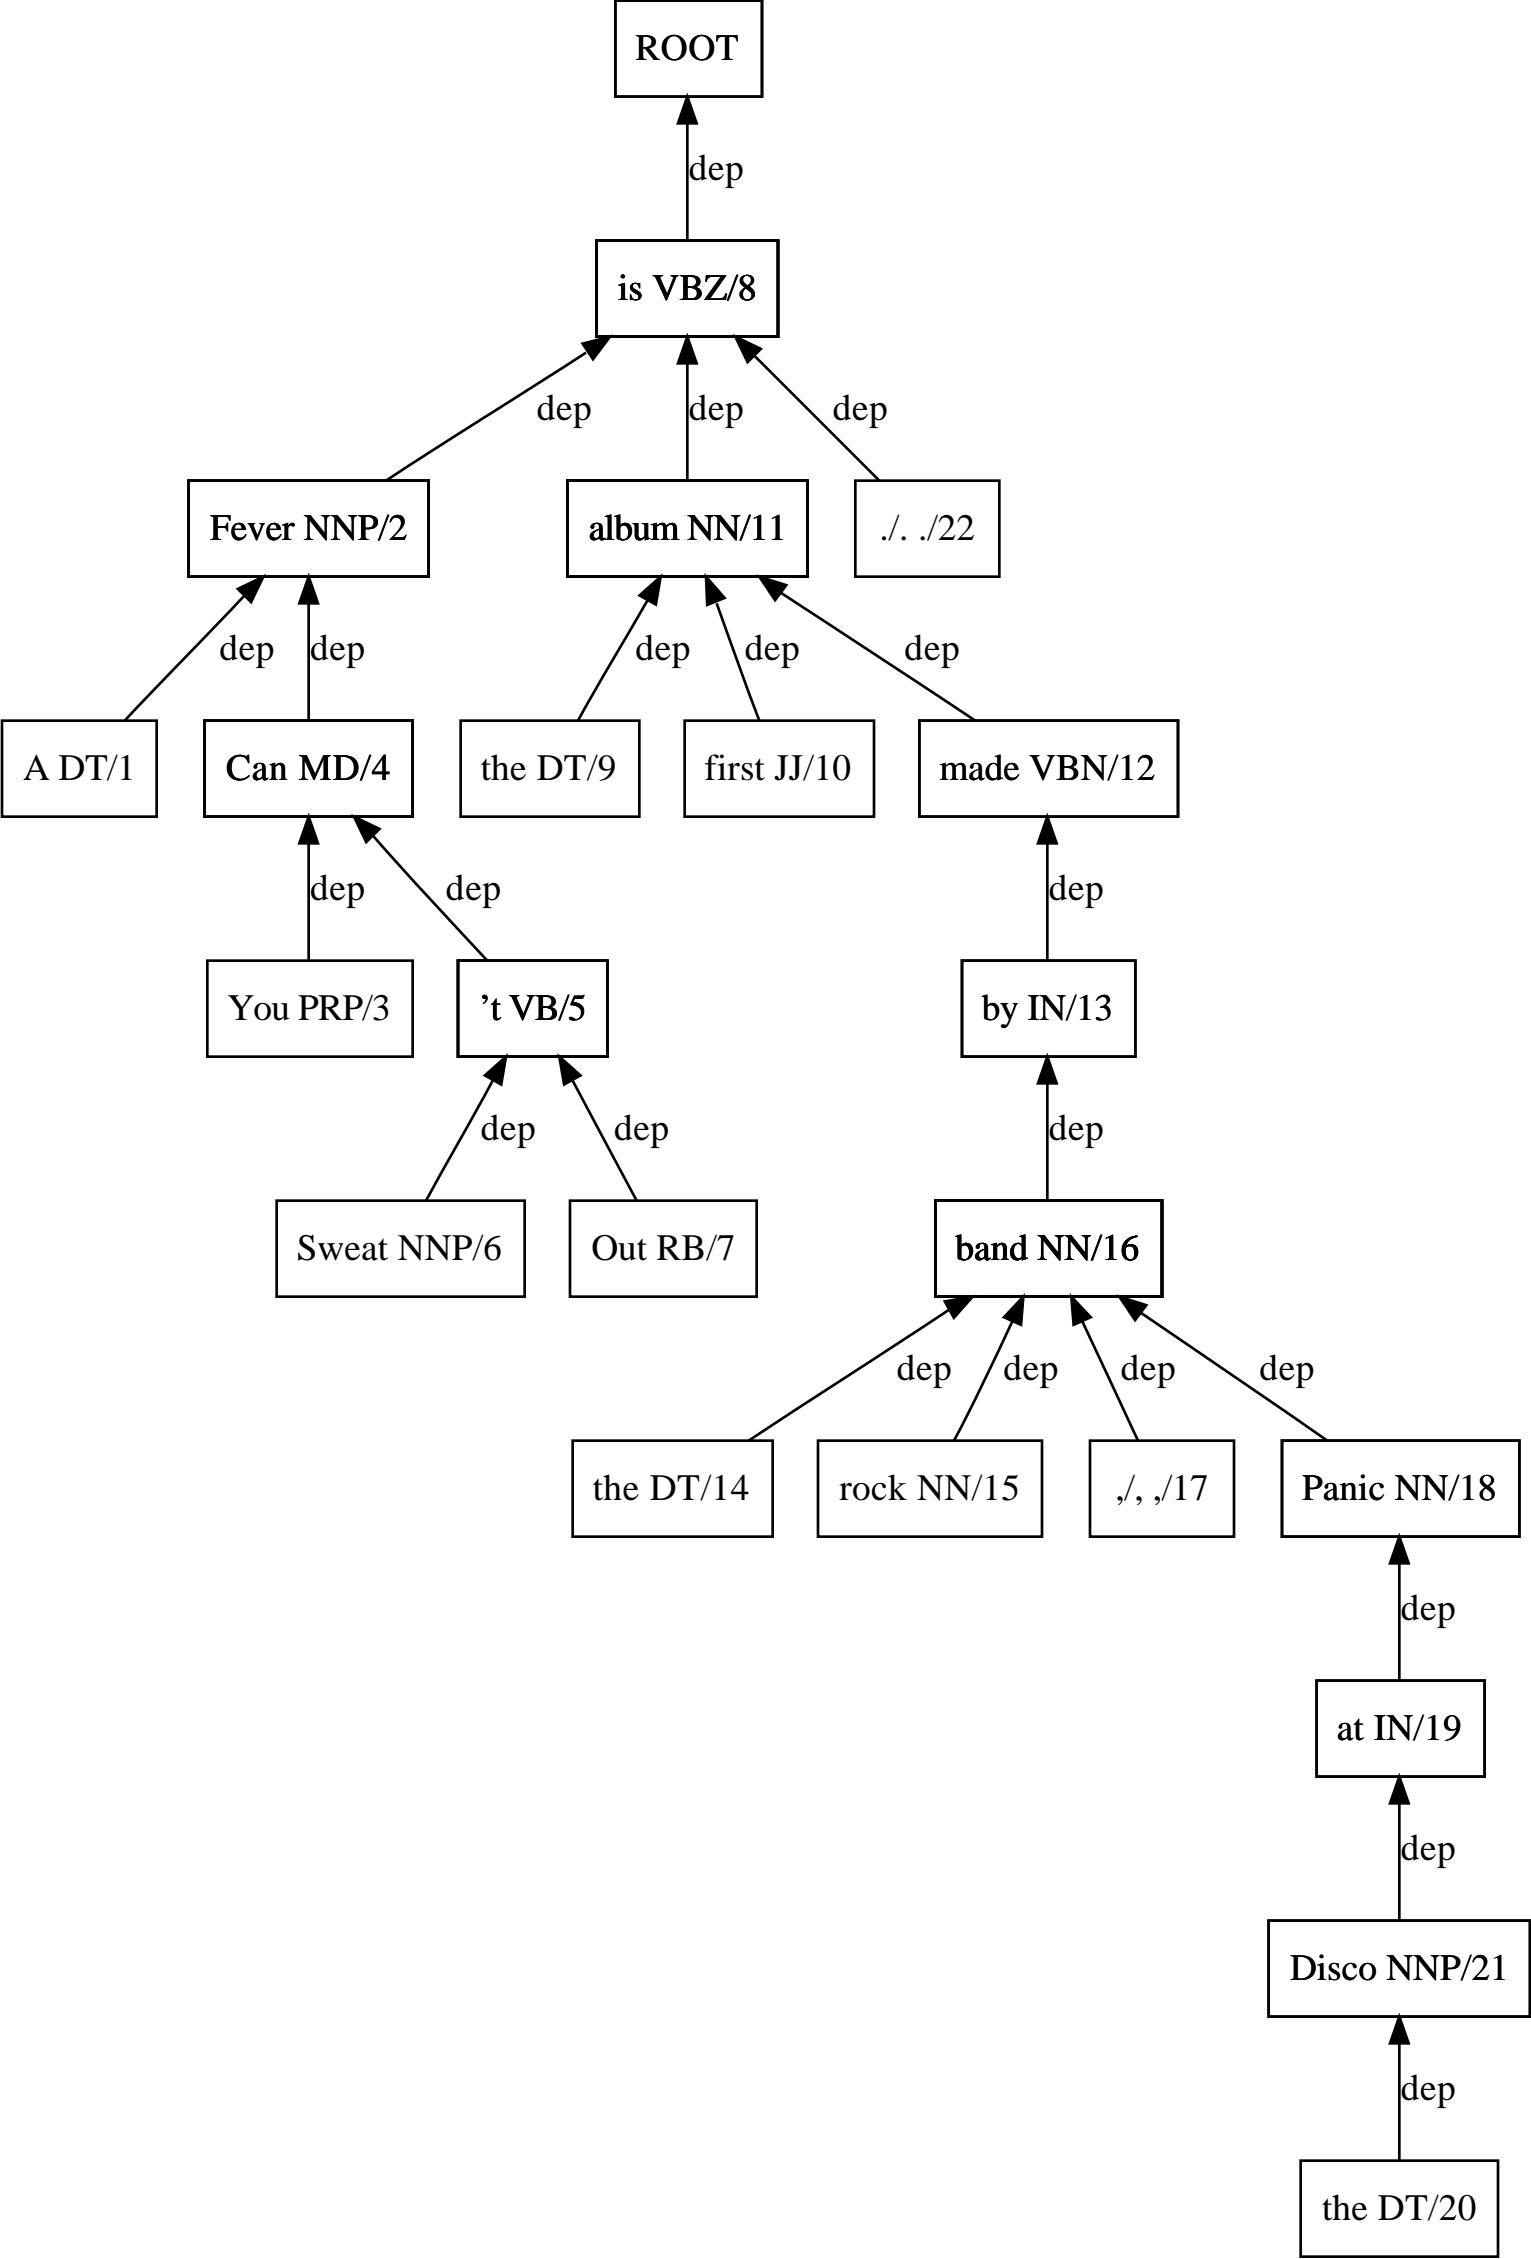 ROOT
dep
is VBZ/8
dep dep dep
Fever NNP/2 album NN/11 ./. ./22
dep dep dep dep dep
A DT/1 Can MD/4 the DT/9 first JJ/10 made VBN/12
dep dep dep
You PRP/3 ’t VB/5 by IN/13
dep dep dep
Sweat NNP/6 Out RB/7 band NN/16
dep dep dep dep
the DT/14 rock NN/15 ,/, ,/17 Panic NN/18
dep
at IN/19
dep
Disco NNP/21
dep
the DT/20